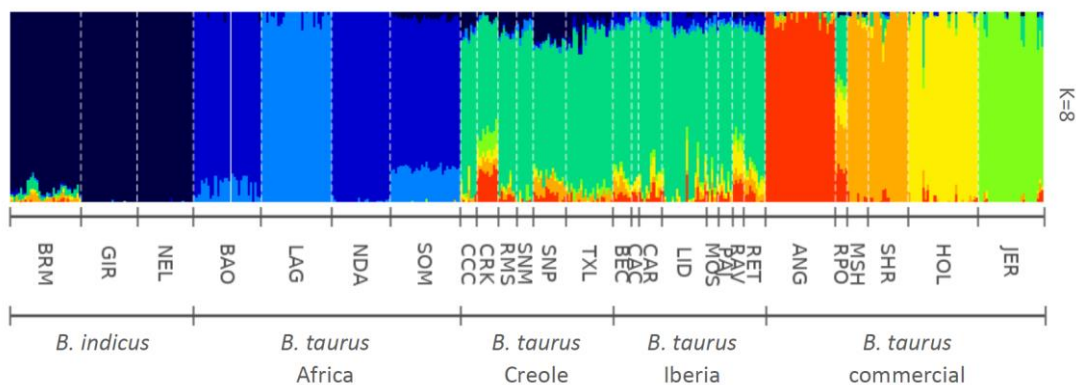 K=8
BRM
GIR
NEL
BAO
LAG
NDA
SOM
CCC
CRK
RMS
SNM
SNP
TXL
BEC
CAC
CAR
LID
MOS
PAJ
RAV
RET
ANG
RPO
MSH
SHR
HOL
JER
B. indicus
B. taurus
Africa
B. taurus
Creole
B. taurus
Iberia
B. taurus
commercial